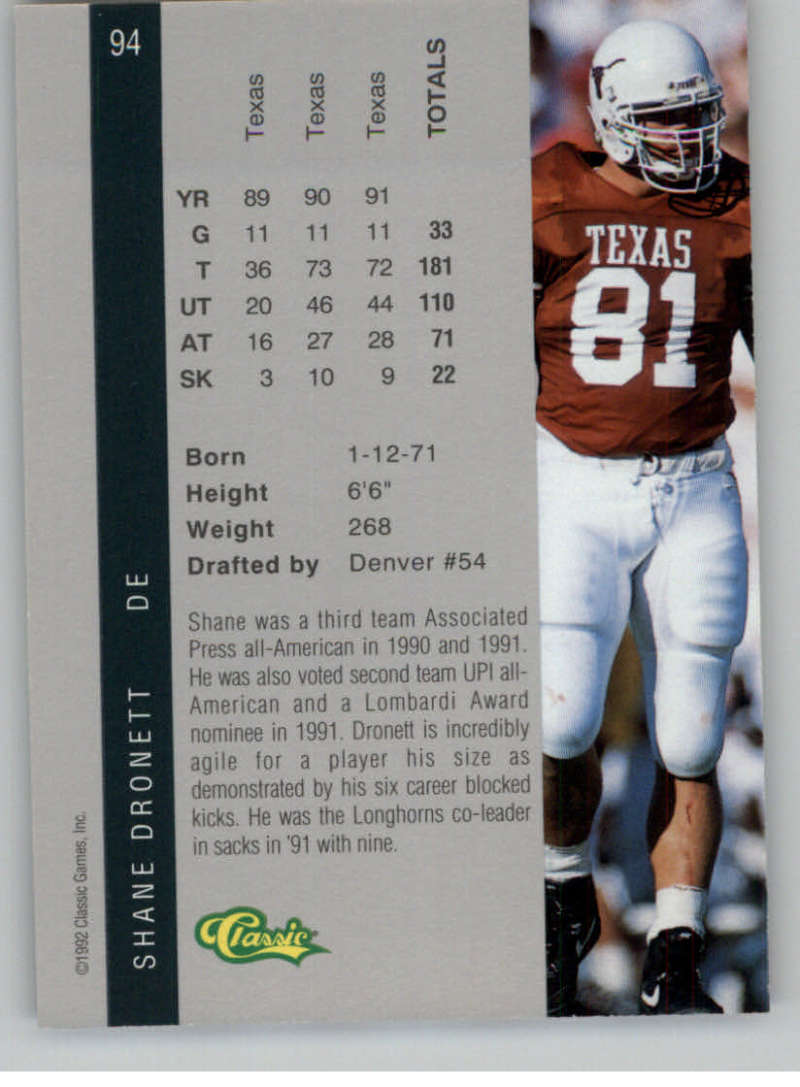 94
Texas Texas Texas TOTALS
YR 89 90 91
G 11 11 11 33
T 36 73 72 181
UT 20 46 44 110
AT 16 27 28 71
SK 3 10 9 22
Born 1-12-71
Height 6'6"
Weight 268
Drafted by Denver #54
Shane was a third team Associated
Press all-American in 1990 and 1991.
He was also voted second team UPI all-
American and a Lombardi Award
nominee in 1991. Dronett is incredibly
agile for a player his size as
demonstrated by his six career blocked
kicks. He was the Longhorns co-leader
in sacks in '91 with nine.
Classic
SHANE DRONETT DE
©1992 Classic Games, Inc.
TEXAS
81